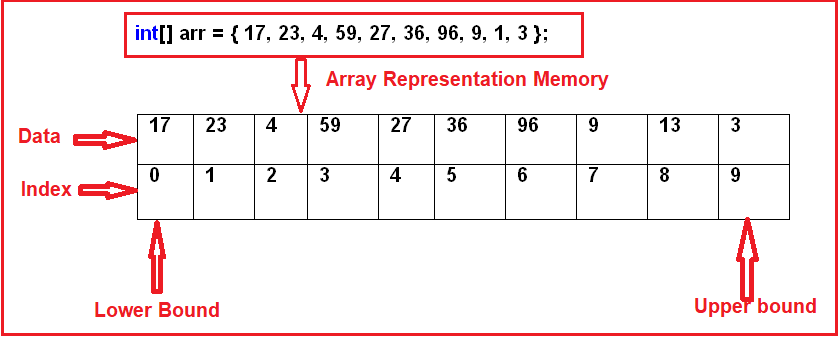 int[] arr = { 17, 23, 4, 59, 27, 36, 96, 9, 1, 3 };
Array Representation Memory
Data 17 23 4 59 27 36 96 9 13 3
Index 0 1 2 3 4 5 6 7 8 9
Lower Bound Upper bound